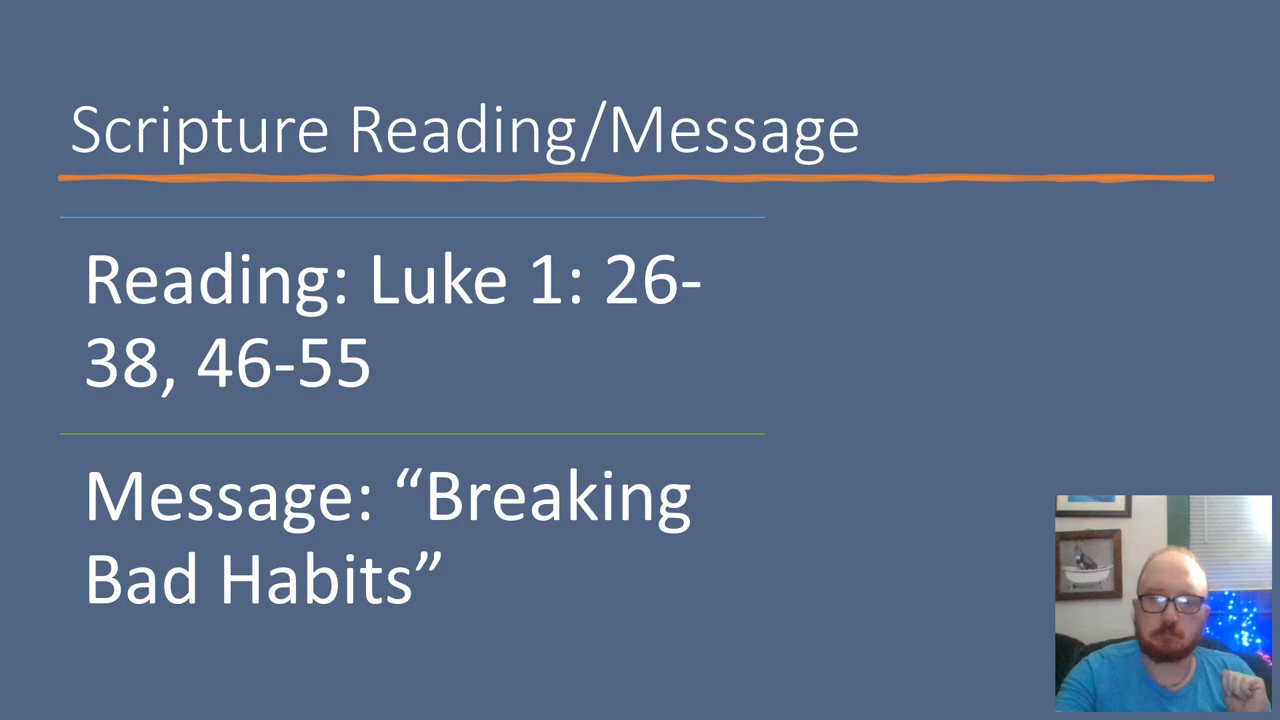 Scripture Reading/Message
Reading: Luke 1: 26-
38, 46-55
Message: “Breaking
Bad Habits”